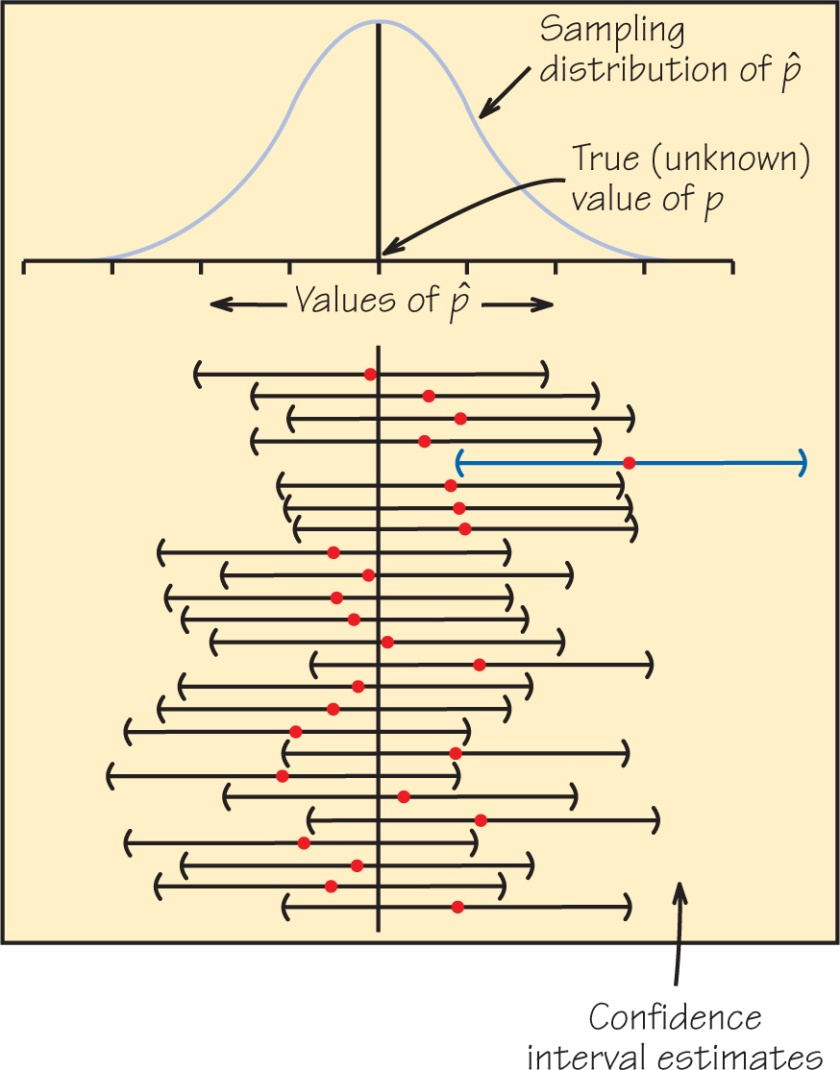 Sampling
distribution of p̂
True (unknown)
value of p
Values of p̂
Confidence
interval estimates